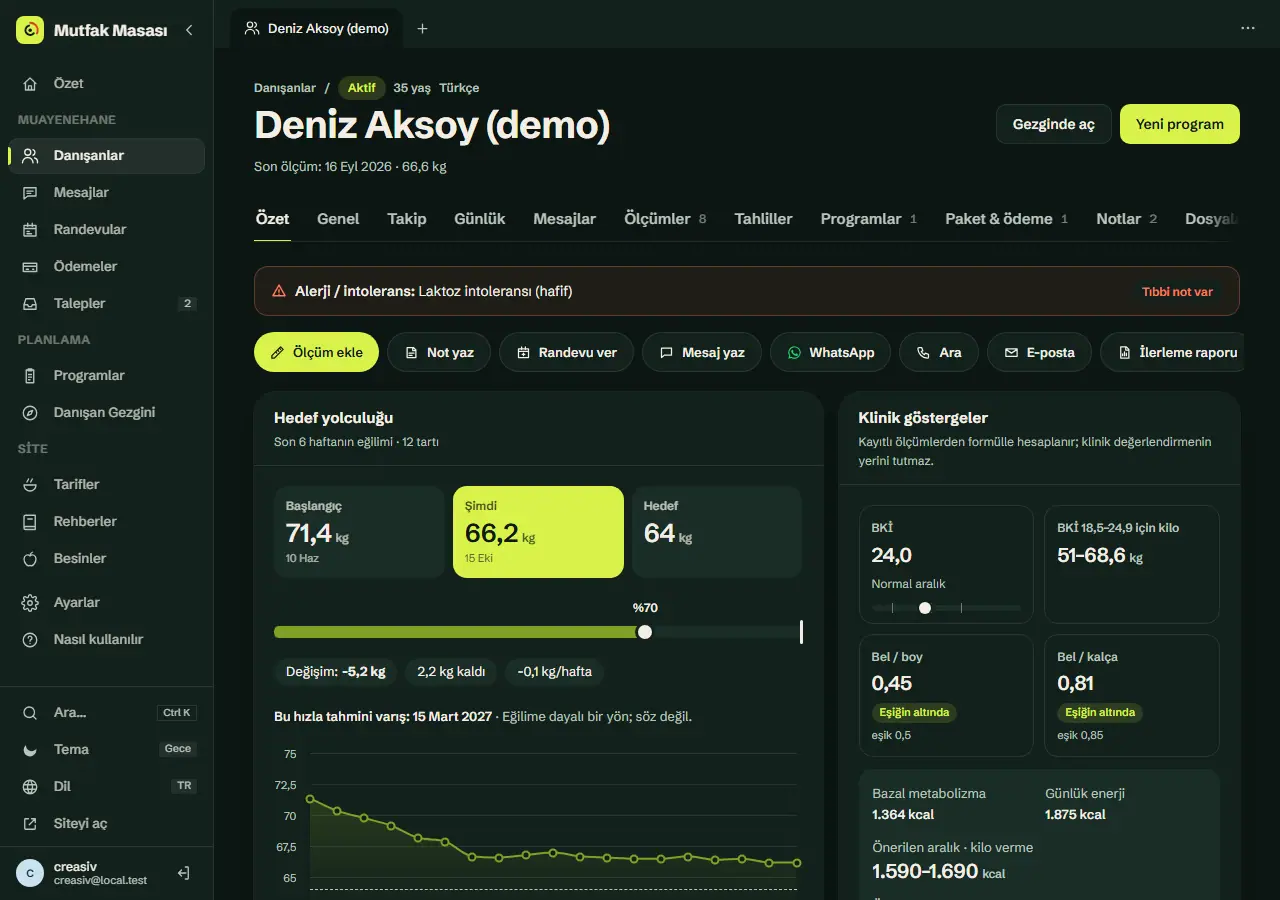 Mutfak Masası
Özet
MUAYENEHANE
Danışanlar
Mesajlar
Randevular
Ödemeler
Talepler 2
PLANLAMA
Programlar
Danışan Gezgini
SİTE
Tarifler
Rehberler
Besinler
Ayarlar
Nasıl kullanılır
Ara... Ctrl K
Tema Gece
Dil TR
Siteyi aç
C
creasiv
creasiv@local.test
Deniz Aksoy (demo)
Danışanlar / Aktif 35 yaş Türkçe
Deniz Aksoy (demo)
Son ölçüm: 16 Eyl 2026 · 66,6 kg
Gezginde aç
Yeni program
Özet Genel Takip Günlük Mesajlar Ölçümler 8 Tahliller Programlar 1 Paket & ödeme 1 Notlar 2 Dosyal
Alerji / intolerans: Laktoz intoleransı (hafif)
Tıbbi not var
Ölçüm ekle Not yaz Randevu ver Mesaj yaz WhatsApp Ara E-posta İlerleme raporu
Hedef yolculuğu
Son 6 haftanın eğilimi · 12 tartı
Başlangıç
71,4 kg
10 Haz
Şimdi
66,2 kg
15 Eki
Hedef
64 kg
%70
Değişim: -5,2 kg 2,2 kg kaldı -0,1 kg/hafta
Bu hızla tahmini varış: 15 Mart 2027 · Eğilime dayalı bir yön; söz değil.
75
72,5
70
67,5
65
Klinik göstergeler
Kayıtlı ölçümlerden formülle hesaplanır; klinik değerlendirmenin
yerini tutmaz.
BKİ
24,0
Normal aralık
BKİ 18,5–24,9 için kilo
51–68,6 kg
Bel / boy
0,45
Eşiğin altında
eşik 0,5
Bel / kalça
0,81
Eşiğin altında
eşik 0,85
Bazal metabolizma
1.364 kcal
Günlük enerji
1.875 kcal
Önerilen aralık · kilo verme
1.590–1.690 kcal